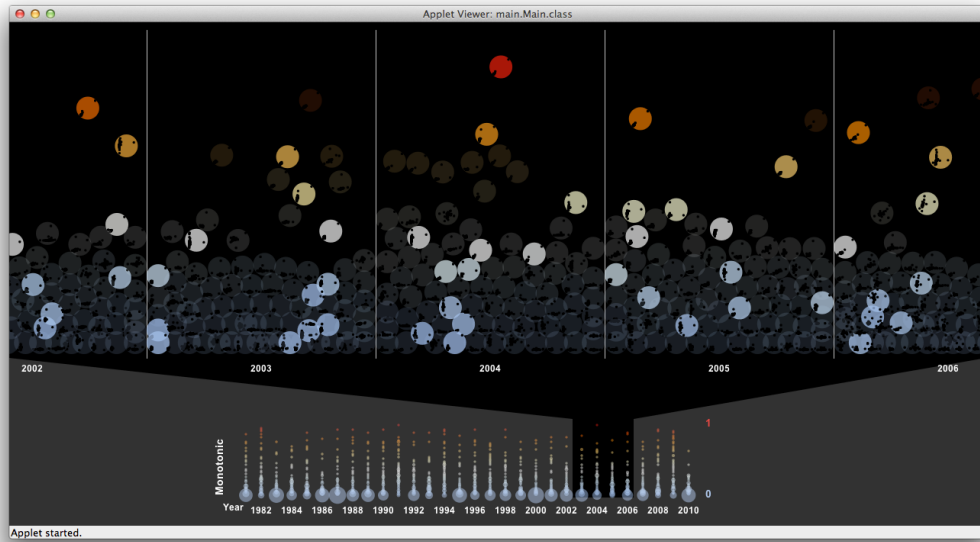 Applet Viewer: main.Main.class
2002 2003 2004 2005 2006
1
Monotonic
0
Year 1982 1984 1986 1988 1990 1992 1994 1996 1998 2000 2002 2004 2006 2008 2010
Applet started.